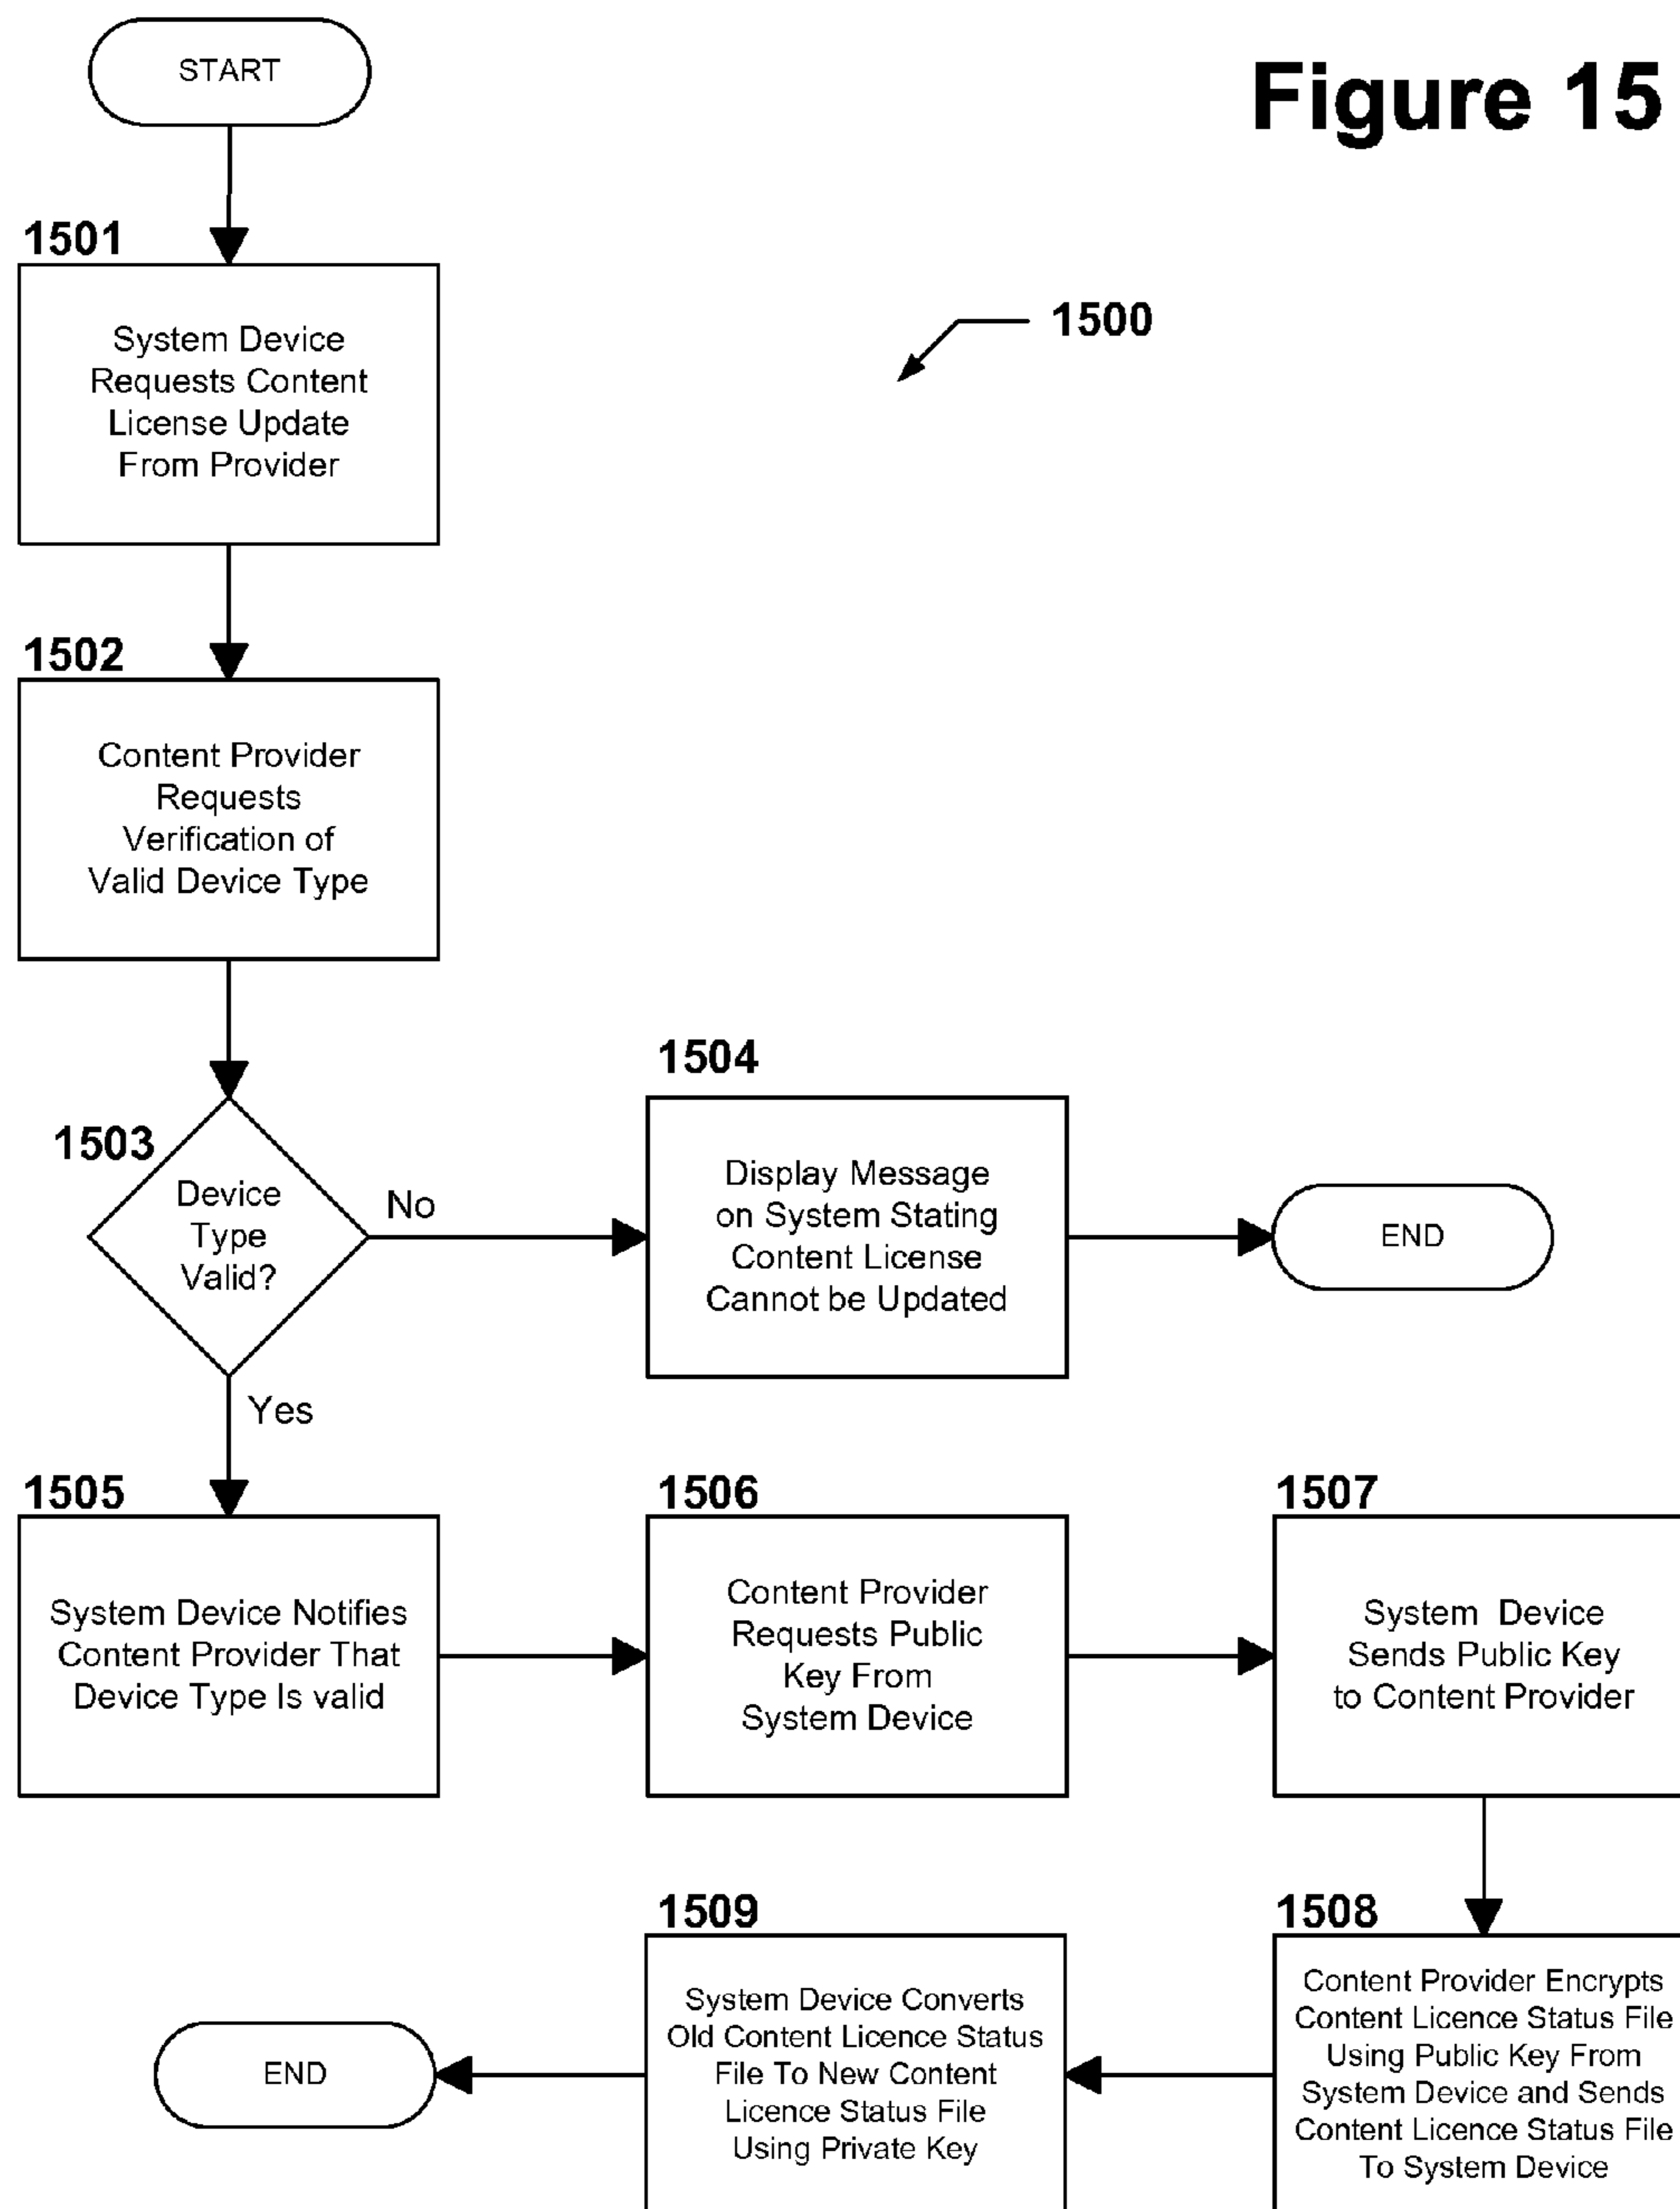 START
Figure 15
1501
System Device
Requests Content
License Update
From Provider
1500
1502
Content Provider
Requests
Verification of
Valid Device Type
1503
Device
Type
Valid?
No
1504
Display Message
on System Stating
Content License
Cannot be Updated
END
Yes
1505
System Device Notifies
Content Provider That
Device Type Is valid
1506
Content Provider
Requests Public
Key From
System Device
1507
System Device
Sends Public Key
to Content Provider
1508
Content Provider Encrypts
Content Licence Status File
Using Public Key From
System Device and Sends
Content Licence Status File
To System Device
1509
System Device Converts
Old Content Licence Status
File To New Content
Licence Status File
Using Private Key
END